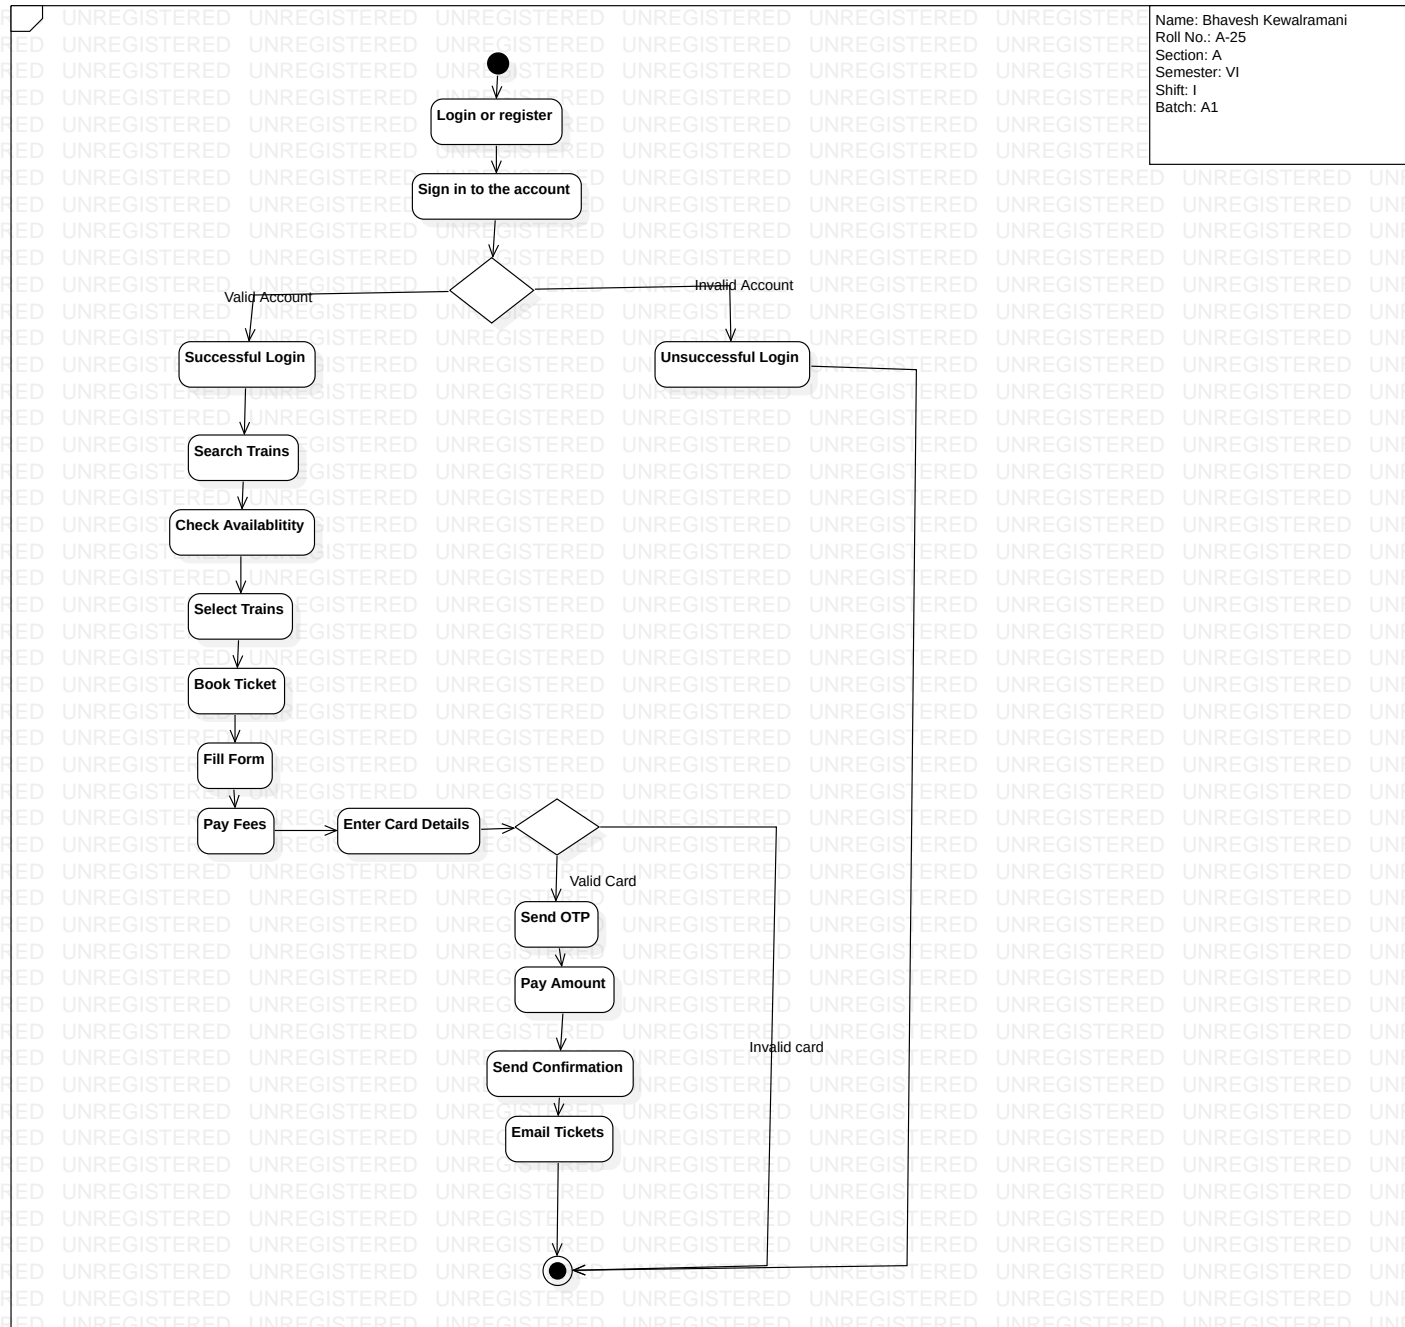 Name: Bhavesh Kewalramani
Roll No.: A-25
Section: A
Semester: VI
Shift: I
Batch: A1
Login or register
Sign in to the account
Valid Account
Invalid Account
Successful Login
Unsuccessful Login
Search Trains
Check Availablitity
Select Trains
Book Ticket
Fill Form
Pay Fees
Enter Card Details
Valid Card
Send OTP
Pay Amount
Invalid card
Send Confirmation
Email Tickets
UNREGISTERED